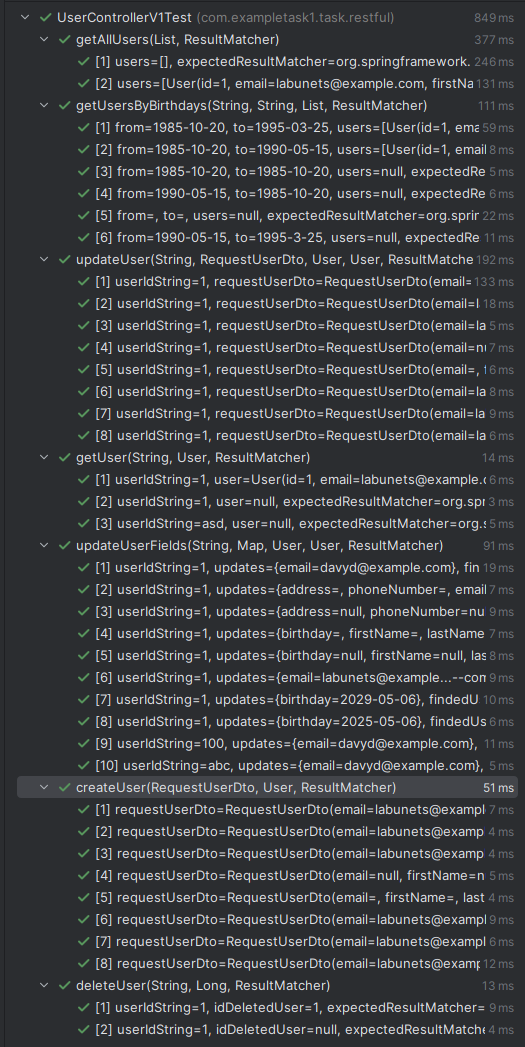 UserControllerV1Test (com.exampletask1.task.restful) 849 ms
getAllUsers(List, ResultMatcher) 377 ms
[1] users=[], expectedResultMatcher=org.springframework. 246 ms
[2] users=[User(id=1, email=labunets@example.com, firstNa 131 ms
getUsersByBirthdays(String, String, List, ResultMatcher) 111 ms
[1] from=1985-10-20, to=1995-03-25, users=[User(id=1, ema 59 ms
[2] from=1985-10-20, to=1990-05-15, users=[User(id=1, ema 8 ms
[3] from=1985-10-20, to=1985-10-20, users=null, expectedRe 5 ms
[4] from=1990-05-15, to=1985-10-20, users=null, expectedRe 6 ms
[5] from=, to=, users=null, expectedResultMatcher=org.sprin 22 ms
[6] from=1990-05-15, to=1995-3-25, users=null, expectedRe 11 ms
updateUser(String, RequestUserDto, User, User, ResultMatche 192 ms
[1] userIdString=1, requestUserDto=RequestUserDto(email= 133 ms
[2] userIdString=1, requestUserDto=RequestUserDto(email=l 18 ms
[3] userIdString=1, requestUserDto=RequestUserDto(email=la 5 ms
[4] userIdString=1, requestUserDto=RequestUserDto(email=nu 7 ms
[5] userIdString=1, requestUserDto=RequestUserDto(email=, f 6 ms
[6] userIdString=1, requestUserDto=RequestUserDto(email=la 8 ms
[7] userIdString=1, requestUserDto=RequestUserDto(email=la 9 ms
[8] userIdString=1, requestUserDto=RequestUserDto(email=la 6 ms
getUser(String, User, ResultMatcher) 14 ms
[1] userIdString=1, user=User(id=1, email=labunets@example.c 6 ms
[2] userIdString=1, user=null, expectedResultMatcher=org.spr 3 ms
[3] userIdString=asd, user=null, expectedResultMatcher=org.s 5 ms
updateUserFields(String, Map, User, User, ResultMatcher) 91 ms
[1] userIdString=1, updates={email=davyd@example.com}, fin 19 ms
[2] userIdString=1, updates={address=, phoneNumber=, email 7 ms
[3] userIdString=1, updates={address=null, phoneNumber=nu 9 ms
[4] userIdString=1, updates={birthday=, firstName=, lastName 7 ms
[5] userIdString=1, updates={birthday=null, firstName=null, las 8 ms
[6] userIdString=1, updates={email=labunets@example...--com 9 ms
[7] userIdString=1, updates={birthday=2029-05-06}, findedU 10 ms
[8] userIdString=1, updates={birthday=2025-05-06}, findedUs 6 ms
[9] userIdString=100, updates={email=davyd@example.com}, 11 ms
[10] userIdString=abc, updates={email=davyd@example.com}, 5 ms
createUser(RequestUserDto, User, ResultMatcher) 51 ms
[1] requestUserDto=RequestUserDto(email=labunets@exampl 7 ms
[2] requestUserDto=RequestUserDto(email=labunets@examp 4 ms
[3] requestUserDto=RequestUserDto(email=labunets@examp 4 ms
[4] requestUserDto=RequestUserDto(email=null, firstName=n 5 ms
[5] requestUserDto=RequestUserDto(email=, firstName=, last 4 ms
[6] requestUserDto=RequestUserDto(email=labunets@examp 9 ms
[7] requestUserDto=RequestUserDto(email=labunets@examp 6 ms
[8] requestUserDto=RequestUserDto(email=labunets@examp 12 ms
deleteUser(String, Long, ResultMatcher) 13 ms
[1] userIdString=1, idDeletedUser=1, expectedResultMatcher= 9 ms
[2] userIdString=1, idDeletedUser=null, expectedResultMatche 4 ms